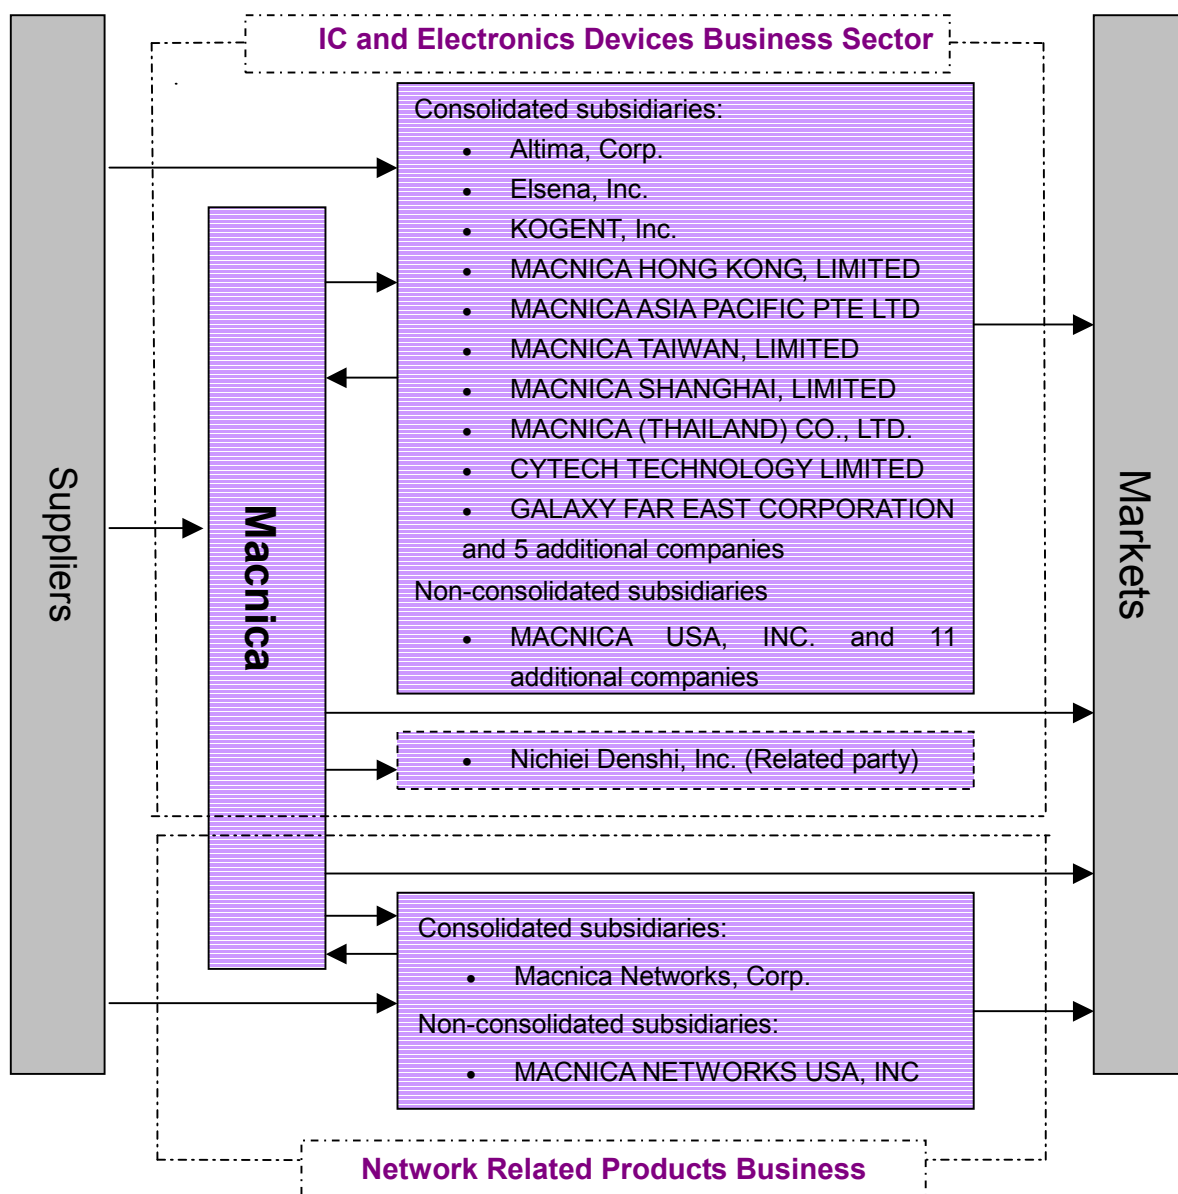 IC and Electronics Devices Business Sector
Suppliers
Macnica
Consolidated subsidiaries:
• Altima, Corp.
• Elsena, Inc.
• KOGENT, Inc.
• MACNICA HONG KONG, LIMITED
• MACNICA ASIA PACIFIC PTE LTD
• MACNICA TAIWAN, LIMITED
• MACNICA SHANGHAI, LIMITED
• MACNICA (THAILAND) CO., LTD.
• CYTECH TECHNOLOGY LIMITED
• GALAXY FAR EAST CORPORATION
and 5 additional companies
Non-consolidated subsidiaries
• MACNICA USA, INC. and 11
additional companies
• Nichiei Denshi, Inc. (Related party)
Markets
Consolidated subsidiaries:
• Macnica Networks, Corp.
Non-consolidated subsidiaries:
• MACNICA NETWORKS USA, INC
Network Related Products Business